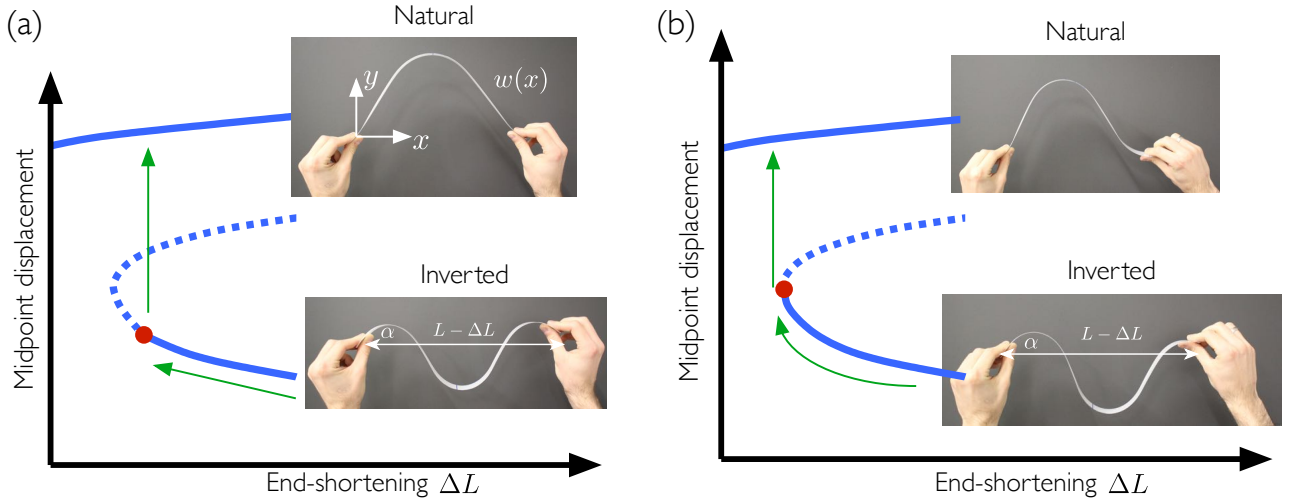 (a)
Natural
y
w(x)
x
Inverted
α
L − ΔL
Midpoint displacement
End-shortening ΔL
(b)
Natural
Inverted
α
L − ΔL
Midpoint displacement
End-shortening ΔL